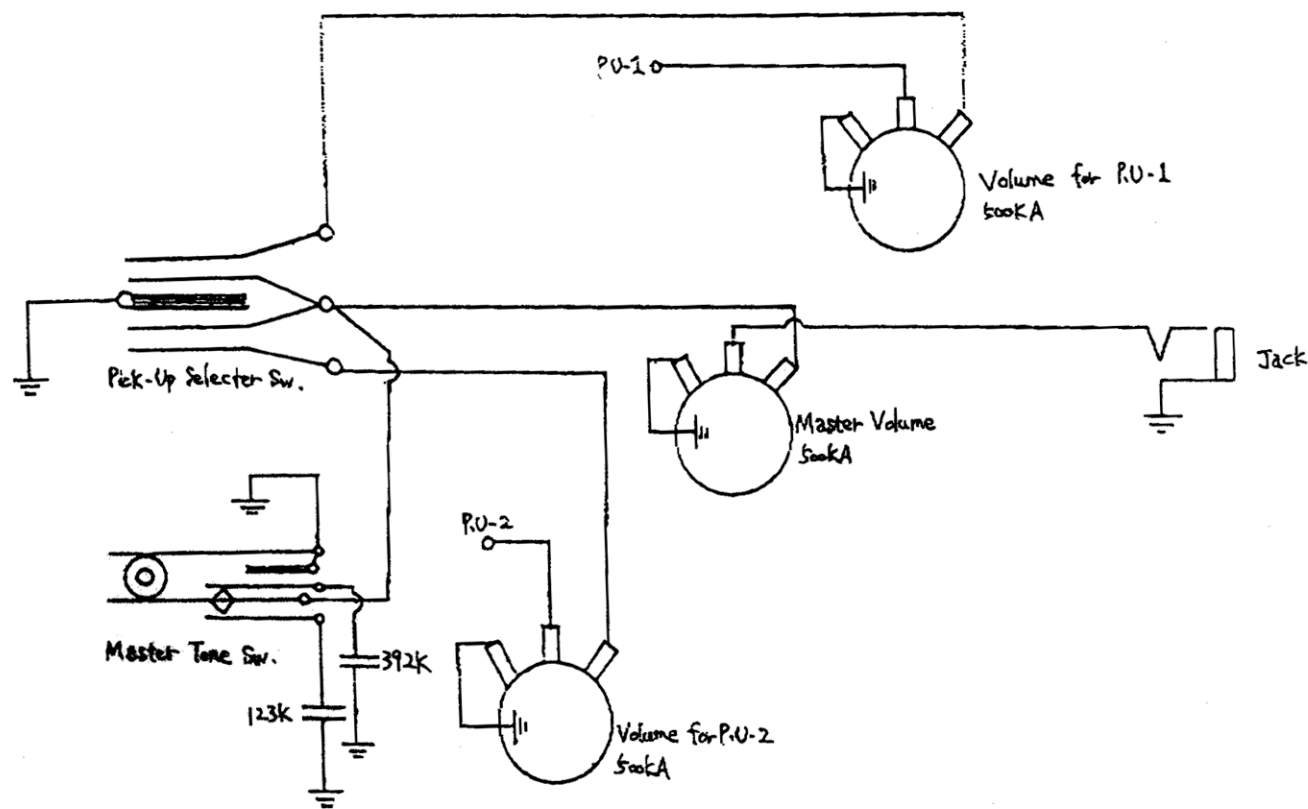 P.U-1
Volume for P.U-1
500KA
Pick-Up Selecter Sw.
Jack
Master Volume
500KA
P.U-2
Master Tone Sw.
392K
123K
Volume for P.U-2
500KA